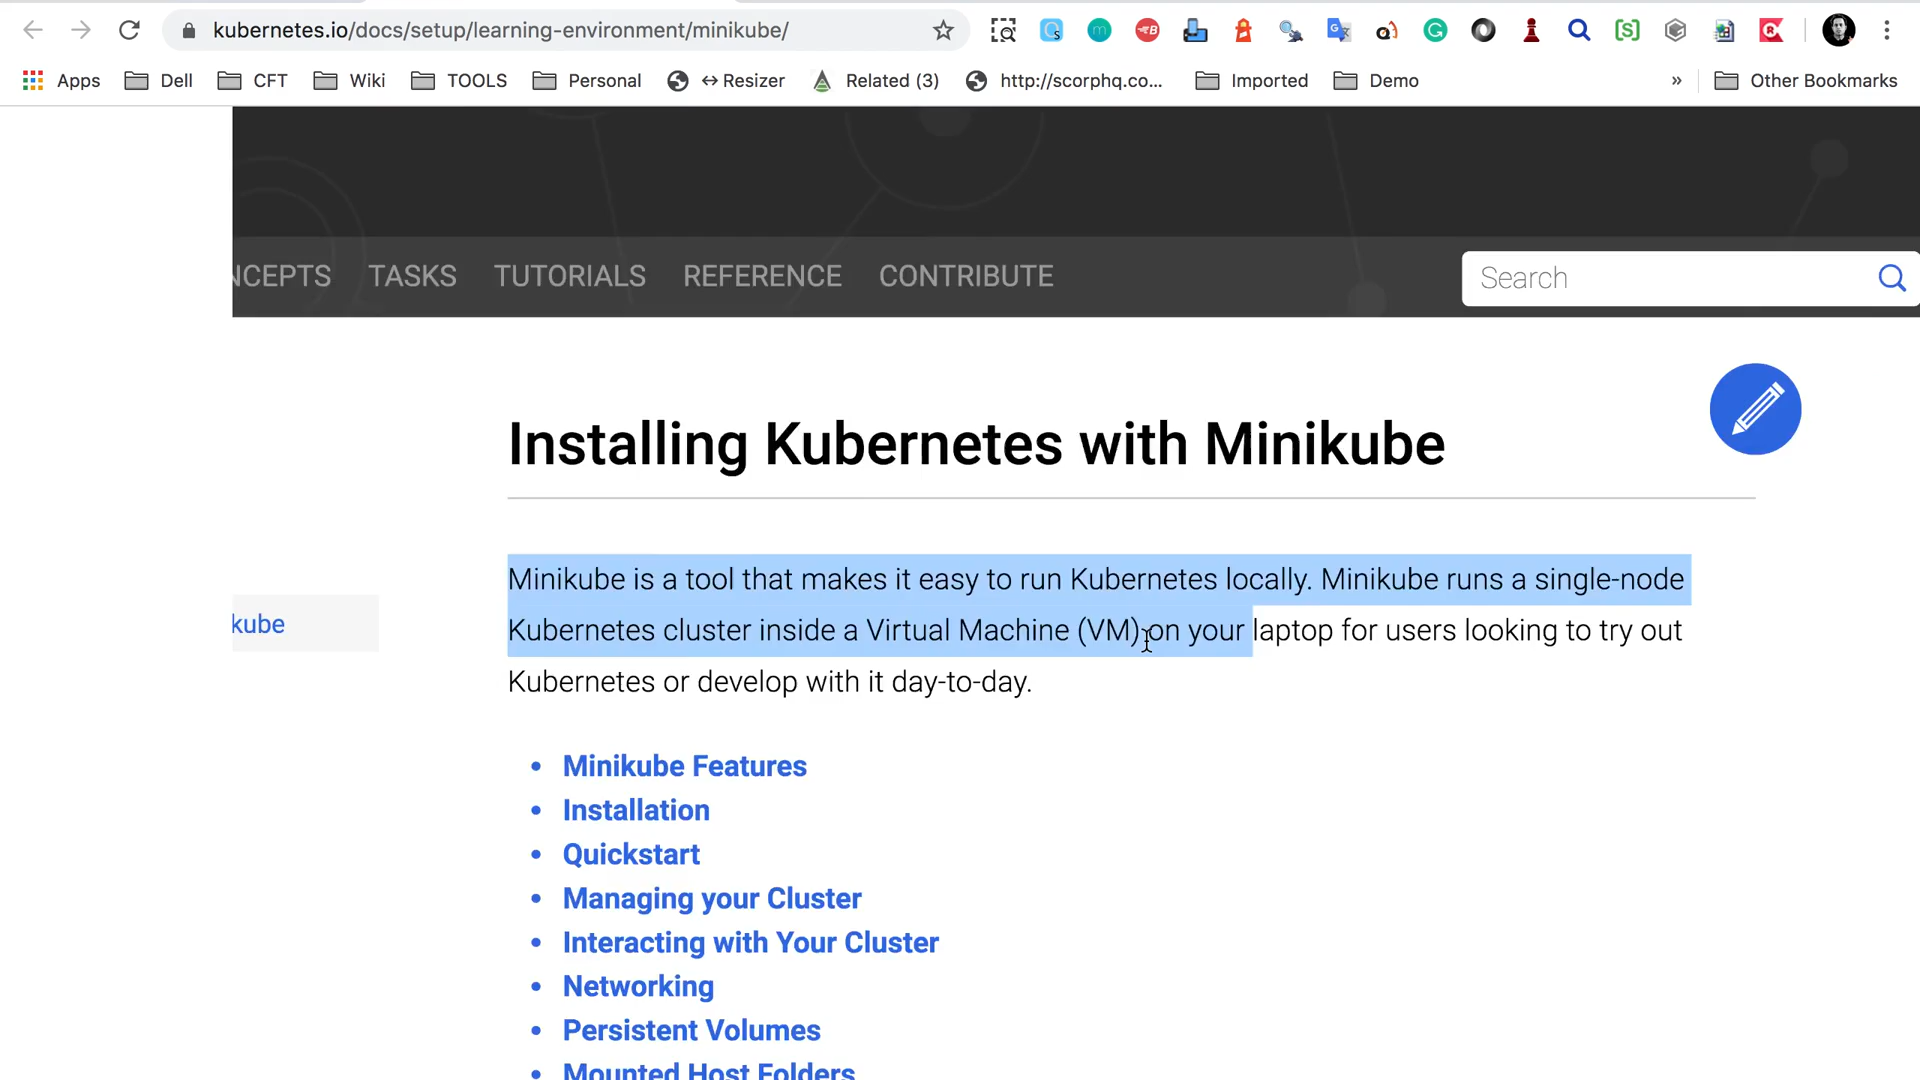 kubernetes.io/docs/setup/learning-environment/minikube/
Apps Dell CFT Wiki TOOLS Personal ↔ Resizer Related (3) http://scorphq.co... Imported Demo » Other Bookmarks
NCEPTS TASKS TUTORIALS REFERENCE CONTRIBUTE Search
Installing Kubernetes with Minikube
Minikube is a tool that makes it easy to run Kubernetes locally. Minikube runs a single-node
kube
Kubernetes cluster inside a Virtual Machine (VM) on your laptop for users looking to try out
Kubernetes or develop with it day-to-day.
• Minikube Features
• Installation
• Quickstart
• Managing your Cluster
• Interacting with Your Cluster
• Networking
• Persistent Volumes
• Mounted Host Folders